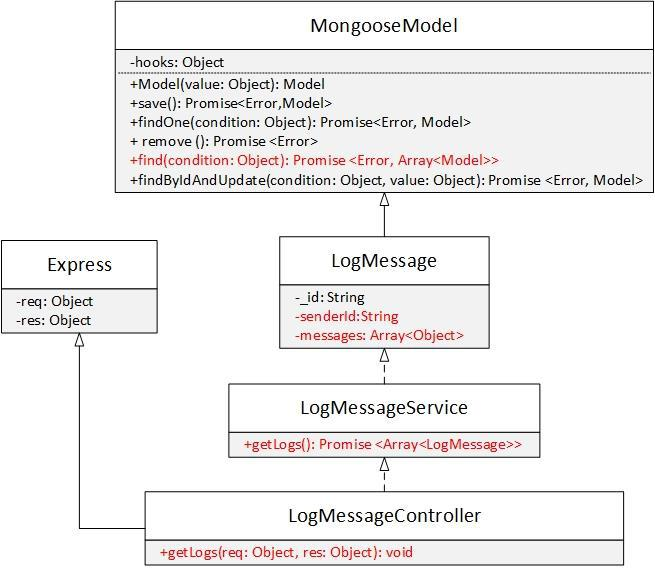 MongooseModel
-hooks: Object
+Model(value: Object): Model
+save(): Promise<Error,Model>
+findOne(condition: Object): Promise<Error, Model>
+ remove (): Promise <Error>
+find(condition: Object): Promise <Error, Array<Model>>
+findByIdAndUpdate(condition: Object, value: Object): Promise <Error, Model>
Express
-req: Object
-res: Object
LogMessage
-_id: String
-senderId:String
-messages: Array<Object>
LogMessageService
+getLogs(): Promise <Array<LogMessage>>
LogMessageController
+getLogs(req: Object, res: Object): void